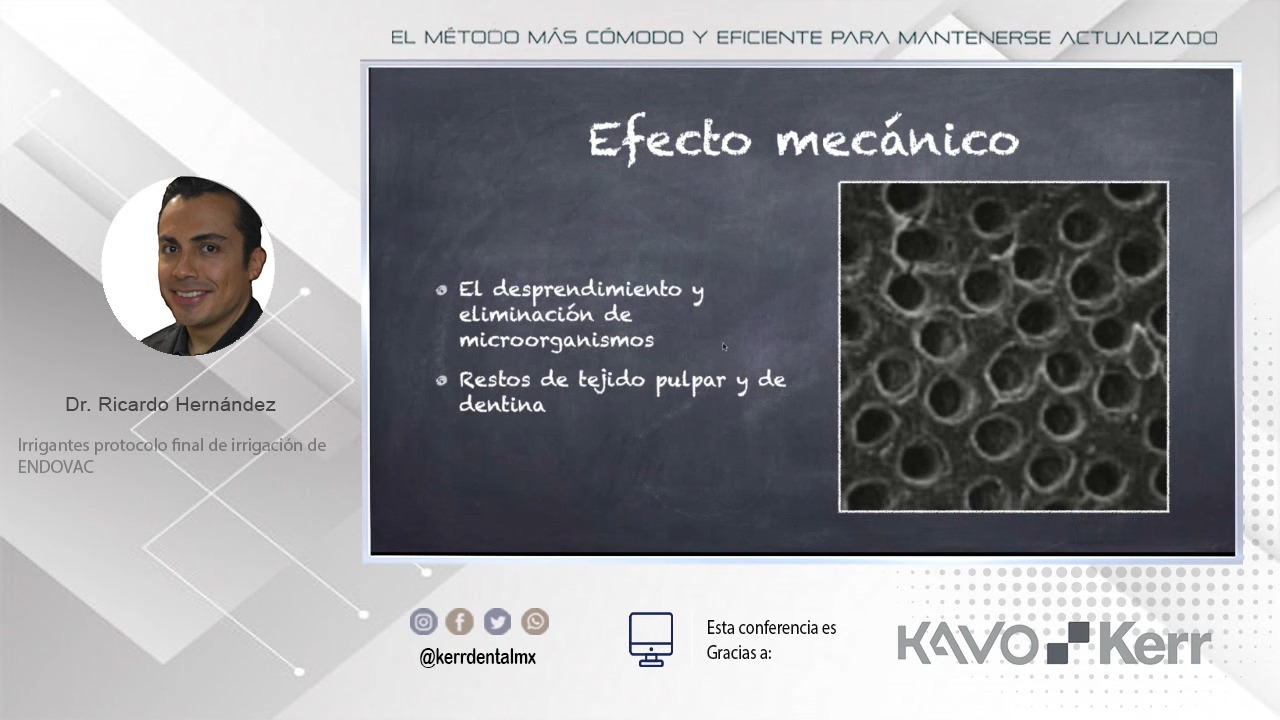 EL MÉTODO MÁS CÓMODO Y EFICIENTE PARA MANTENERSE ACTUALIZADO
Efecto mecánico
El desprendimiento y
eliminación de
microorganismos
Restos de tejido pulpar y de
dentina
Dr. Ricardo Hernández
Irrigantes protocolo final de irrigación de
ENDOVAC
@kerrdentalmx
Esta conferencia es
Gracias a:
KAVO Kerr